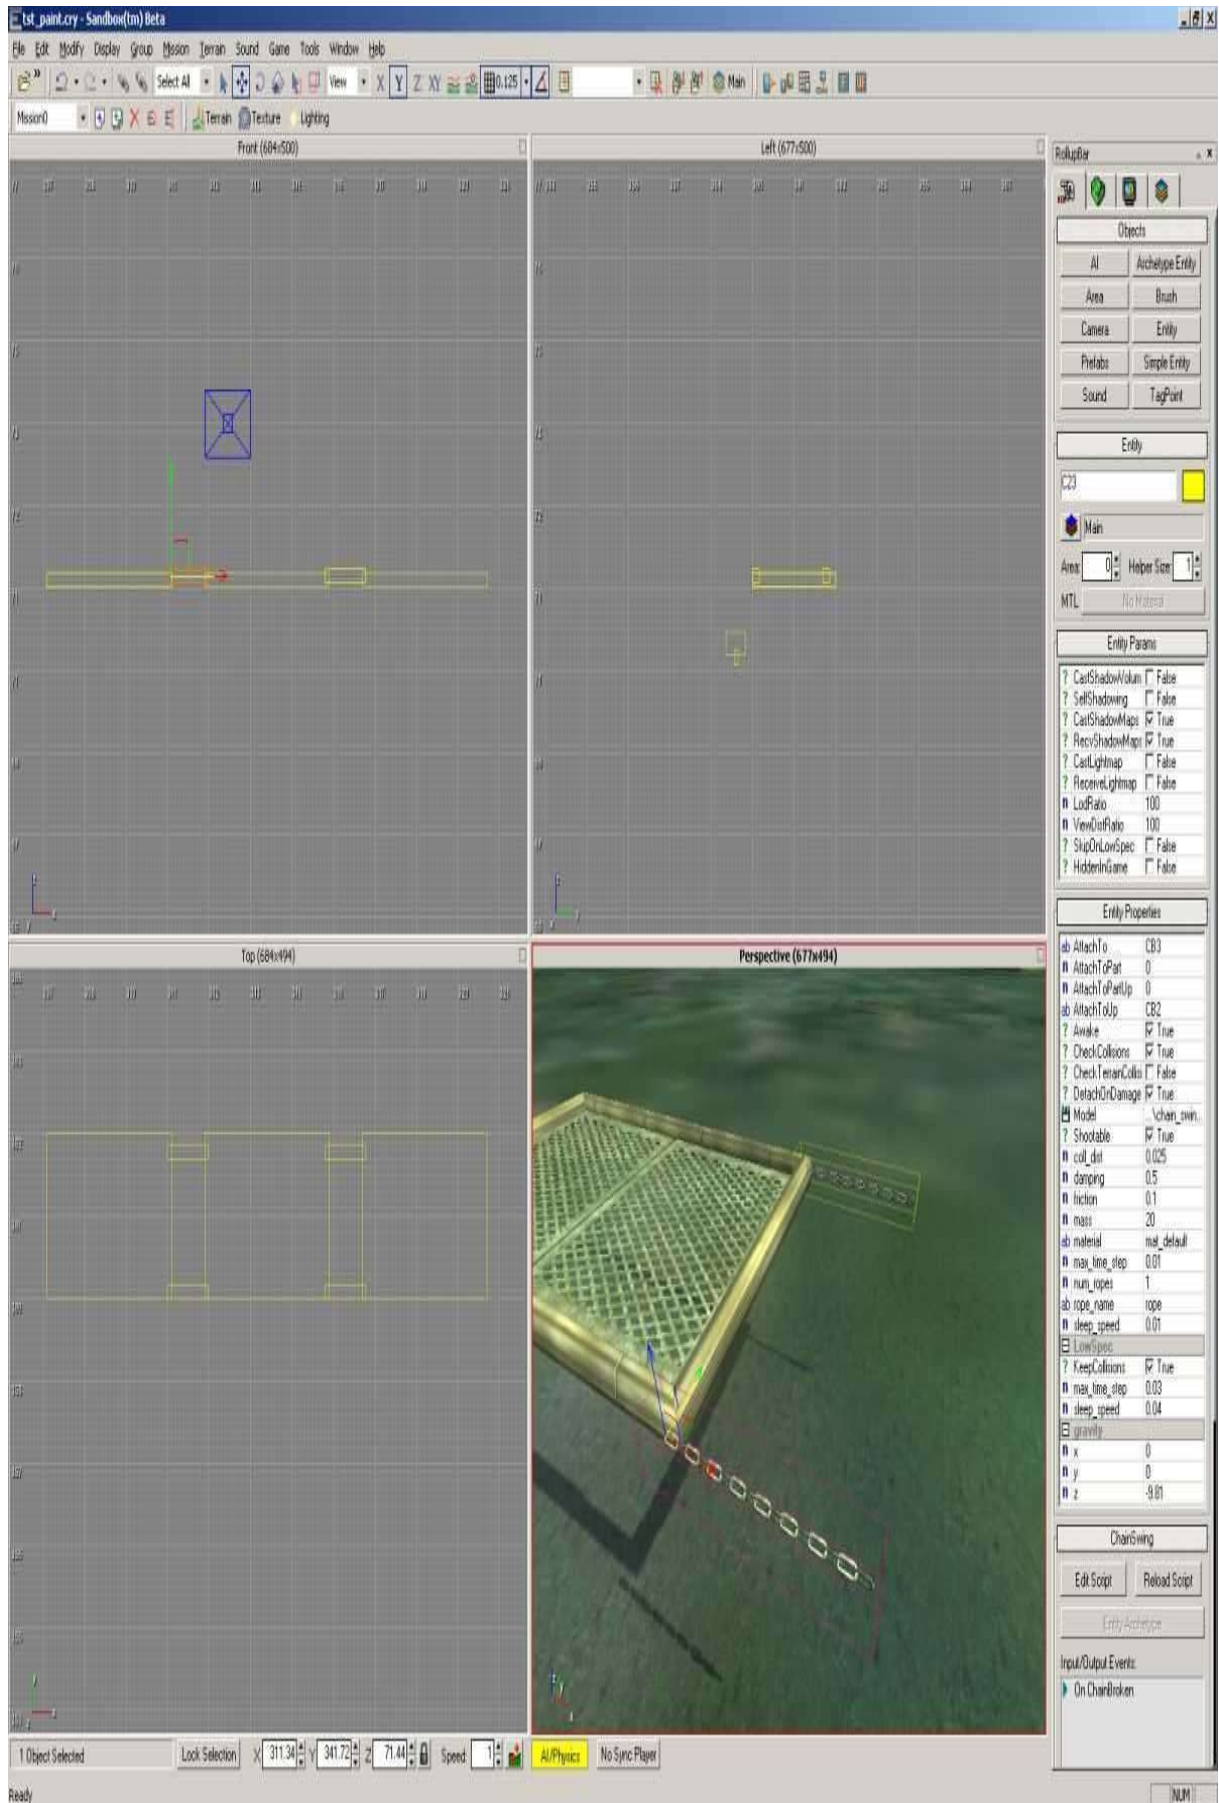 tst_paint.cry - Sandbox(tm) Beta
File Edit Modify Display Group Mission Terrain Sound Game Tools Window Help
Select All View X Y Z XY 0.125 Main
Mission0 Terrain Texture Lighting
Front (684x500)
Left (677x500)
RollupBar
Objects
AI Archetype Entity
Area Brush
Camera Entity
Prefabs Simple Entity
Sound TagPoint
Entity
C23
Main
Area: 0 Helper Size: 1
MTL No Material
Entity Params
? CastShadowVolum False
? SelfShadowing False
? CastShadowMaps True
? RecvShadowMaps True
? CastLightmap False
? ReceiveLightmap False
n LodRatio 100
n ViewDistRatio 100
? SkipOnLowSpec False
? HiddenInGame False
Entity Properties
ab AttachTo CB3
n AttachToPart 0
n AttachToPartUp 0
ab AttachToUp CB2
? Awake True
? CheckCollisions True
? CheckTerrainCollis False
? DetachOnDamage True
Model ...\chain_swin...
? Shootable True
n coll_dist 0.025
n damping 0.5
n friction 0.1
n mass 20
ab material mat_default
n max_time_step 0.01
n num_ropes 1
ab rope_name rope
n sleep_speed 0.01
LowSpec
? KeepCollisions True
n max_time_step 0.03
n sleep_speed 0.04
gravity
n x 0
n y 0
n z -9.81
ChainSwing
Edit Script Reload Script
Entity Archetype
Input/Output Events:
On ChainBroken
Top (684x494)
Perspective (677x494)
1 Object Selected Lock Selection X 311.34 Y 341.72 Z 71.44 Speed 1 AI/Physics No Sync Player
Ready NUM